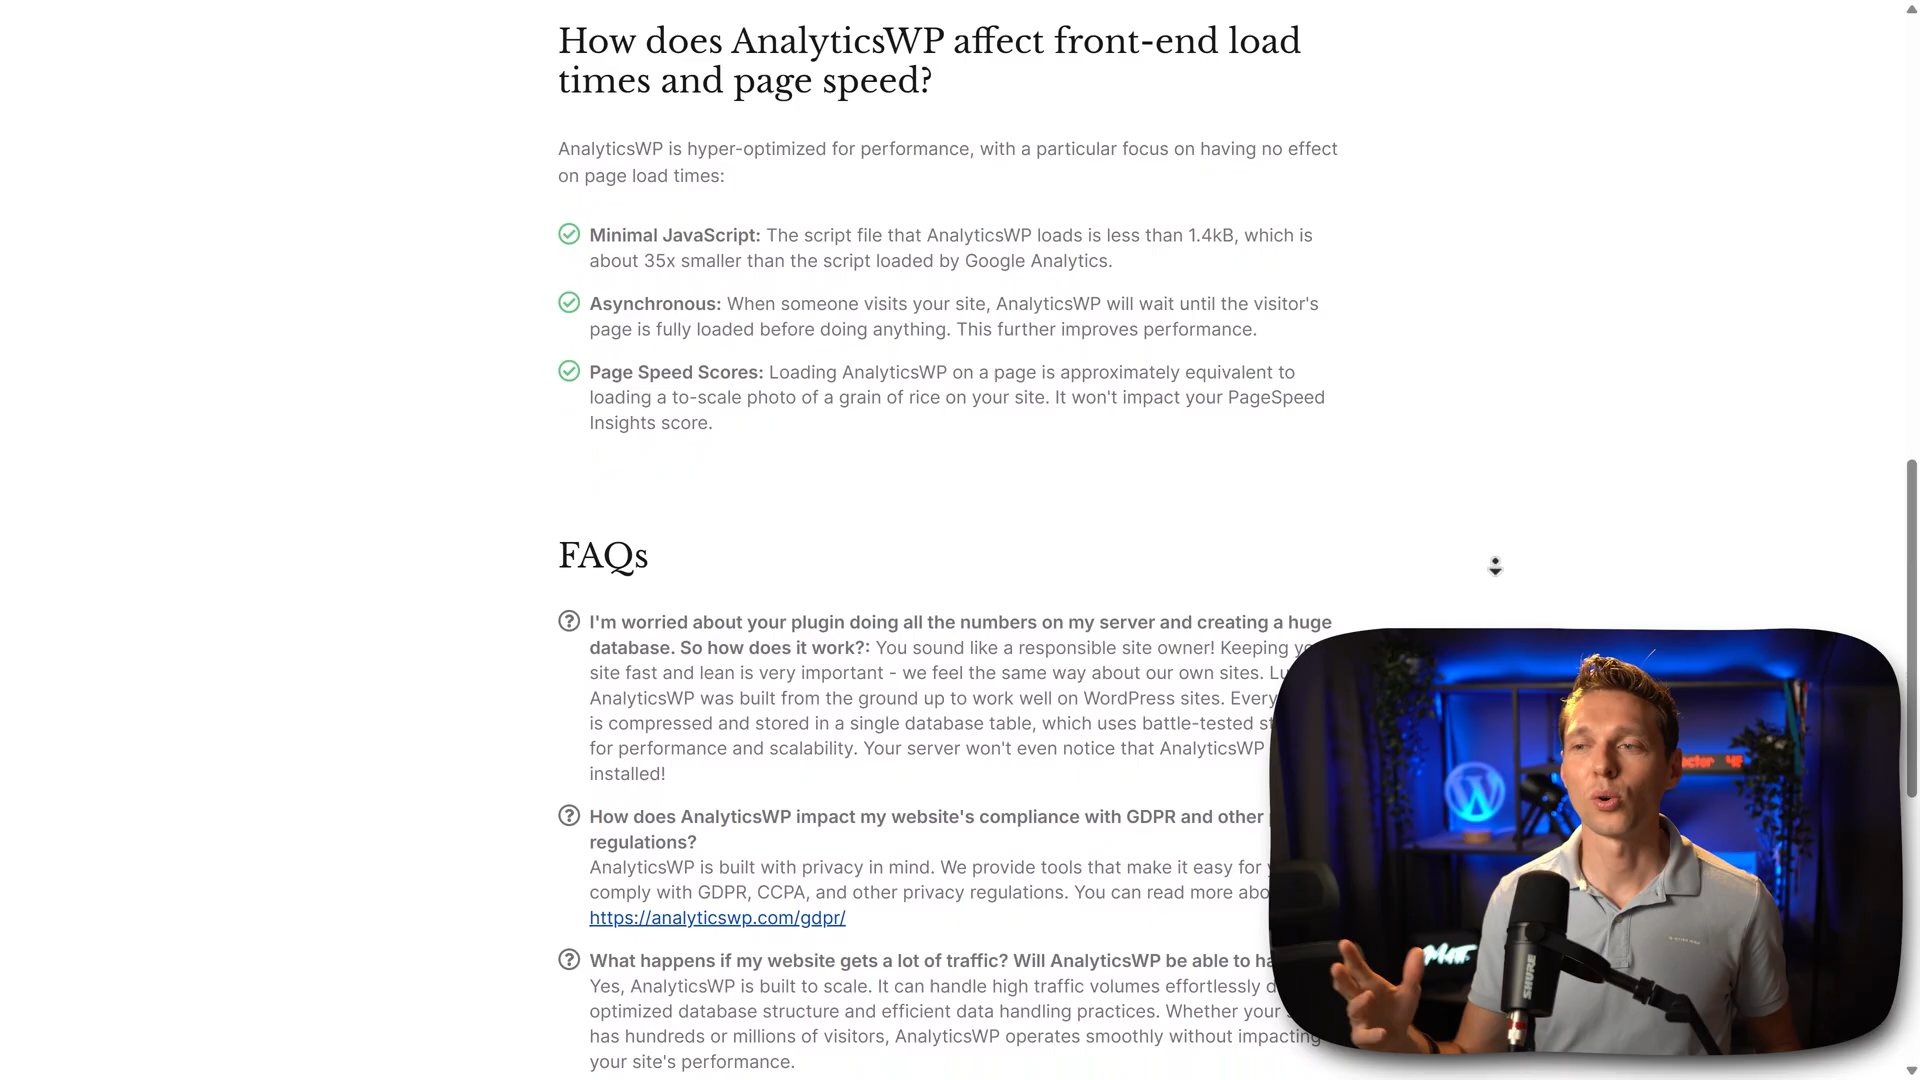 How does AnalyticsWP affect front-end load
times and page speed?
AnalyticsWP is hyper-optimized for performance, with a particular focus on having no effect
on page load times:
Minimal JavaScript: The script file that AnalyticsWP loads is less than 1.4kB, which is
about 35x smaller than the script loaded by Google Analytics.
Asynchronous: When someone visits your site, AnalyticsWP will wait until the visitor's
page is fully loaded before doing anything. This further improves performance.
Page Speed Scores: Loading AnalyticsWP on a page is approximately equivalent to
loading a to-scale photo of a grain of rice on your site. It won't impact your PageSpeed
Insights score.
FAQs
I'm worried about your plugin doing all the numbers on my server and creating a huge
database. So how does it work?: You sound like a responsible site owner! Keeping
site fast and lean is very important - we feel the same way about our own sites.
AnalyticsWP was built from the ground up to work well on WordPress sites.
is compressed and stored in a single database table, which uses battle-tested
for performance and scalability. Your server won't even notice that AnalyticsWP
installed!
How does AnalyticsWP impact my website's compliance with GDPR and other
regulations?
AnalyticsWP is built with privacy in mind. We provide tools that make it easy for
comply with GDPR, CCPA, and other privacy regulations. You can read more
https://analyticswp.com/gdpr/
What happens if my website gets a lot of traffic? Will AnalyticsWP be able to
Yes, AnalyticsWP is built to scale. It can handle high traffic volumes effortlessly
optimized database structure and efficient data handling practices. Whether your
has hundreds or millions of visitors, AnalyticsWP operates smoothly without impacting
your site's performance.
W
Matt
SHURE